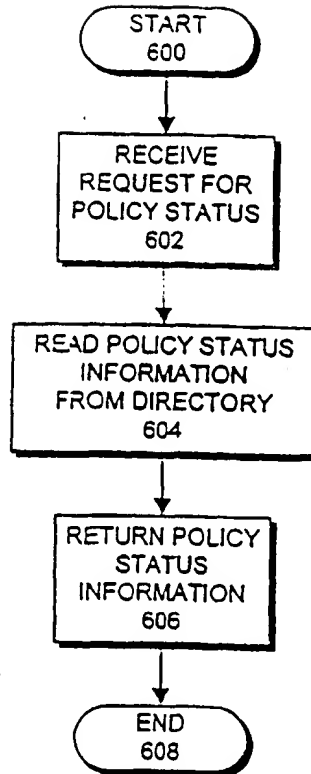 START
600
RECEIVE
REQUEST FOR
POLICY STATUS
602
READ POLICY STATUS
INFORMATION
FROM DIRECTORY
604
RETURN POLICY
STATUS
INFORMATION
606
END
608